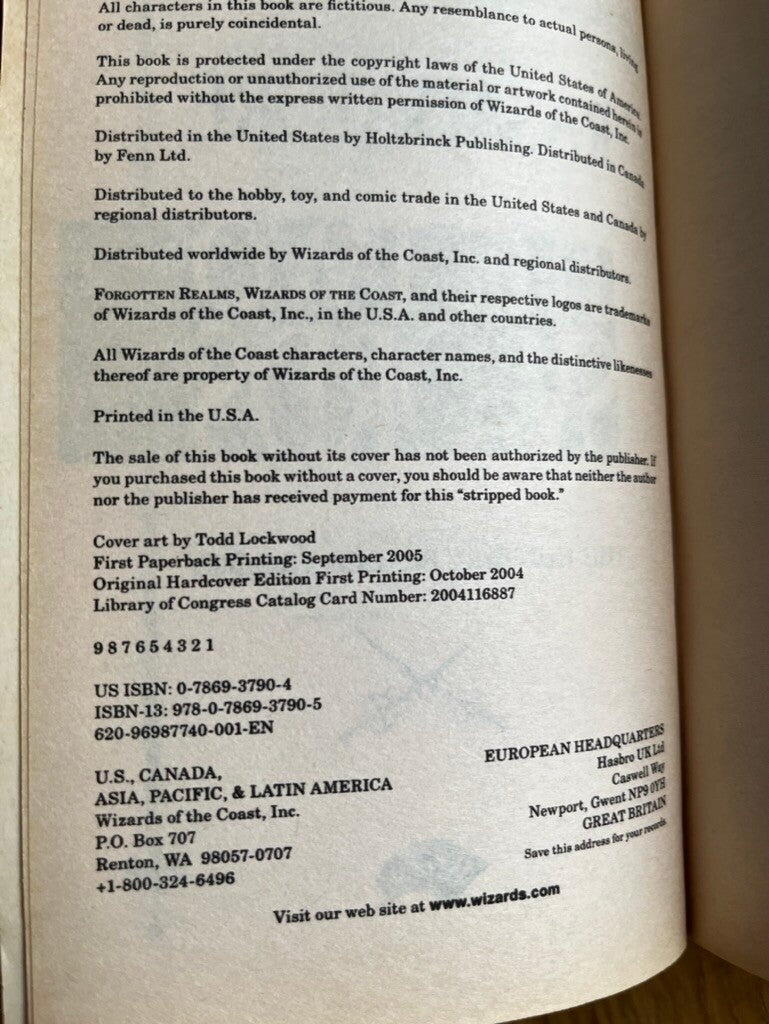 All characters in this book are fictitious. Any resemblance to actual persons, living
or dead, is purely coincidental.
This book is protected under the copyright laws of the United States of America.
Any reproduction or unauthorized use of the material or artwork contained herein is
prohibited without the express written permission of Wizards of the Coast, Inc.
Distributed in the United States by Holtzbrinck Publishing. Distributed in Canada
by Fenn Ltd.
Distributed to the hobby, toy, and comic trade in the United States and Canada by
regional distributors.
Distributed worldwide by Wizards of the Coast, Inc. and regional distributors.
FORGOTTEN REALMS, WIZARDS OF THE COAST, and their respective logos are trademarks
of Wizards of the Coast, Inc., in the U.S.A. and other countries.
All Wizards of the Coast characters, character names, and the distinctive likenesses
thereof are property of Wizards of the Coast, Inc.
Printed in the U.S.A.
The sale of this book without its cover has not been authorized by the publisher. If
you purchased this book without a cover, you should be aware that neither the author
nor the publisher has received payment for this “stripped book.”
Cover art by Todd Lockwood
First Paperback Printing: September 2005
Original Hardcover Edition First Printing: October 2004
Library of Congress Catalog Card Number: 2004116887
9 8 7 6 5 4 3 2 1
US ISBN: 0-7869-3790-4
ISBN-13: 978-0-7869-3790-5
620-96987740-001-EN
U.S., CANADA,
ASIA, PACIFIC, & LATIN AMERICA
Wizards of the Coast, Inc.
P.O. Box 707
Renton, WA 98057-0707
+1-800-324-6496
EUROPEAN HEADQUARTERS
Hasbro UK Ltd
Caswell Way
Newport, Gwent NP9 0YH
GREAT BRITAIN
Save this address for your records.
Visit our web site at www.wizards.com